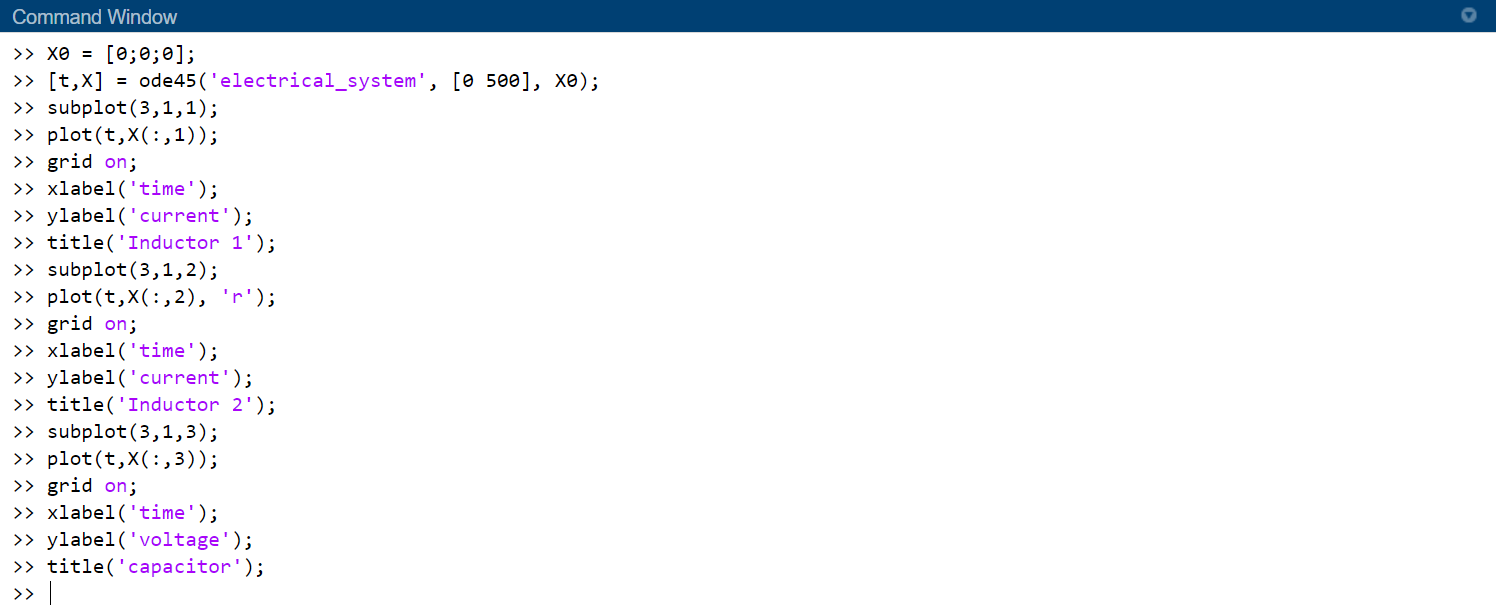 Command Window
>> X0 = [0;0;0];
>> [t,X] = ode45('electrical_system', [0 500], X0);
>> subplot(3,1,1);
>> plot(t,X(:,1));
>> grid on;
>> xlabel('time');
>> ylabel('current');
>> title('Inductor 1');
>> subplot(3,1,2);
>> plot(t,X(:,2), 'r');
>> grid on;
>> xlabel('time');
>> ylabel('current');
>> title('Inductor 2');
>> subplot(3,1,3);
>> plot(t,X(:,3));
>> grid on;
>> xlabel('time');
>> ylabel('voltage');
>> title('capacitor');
>>